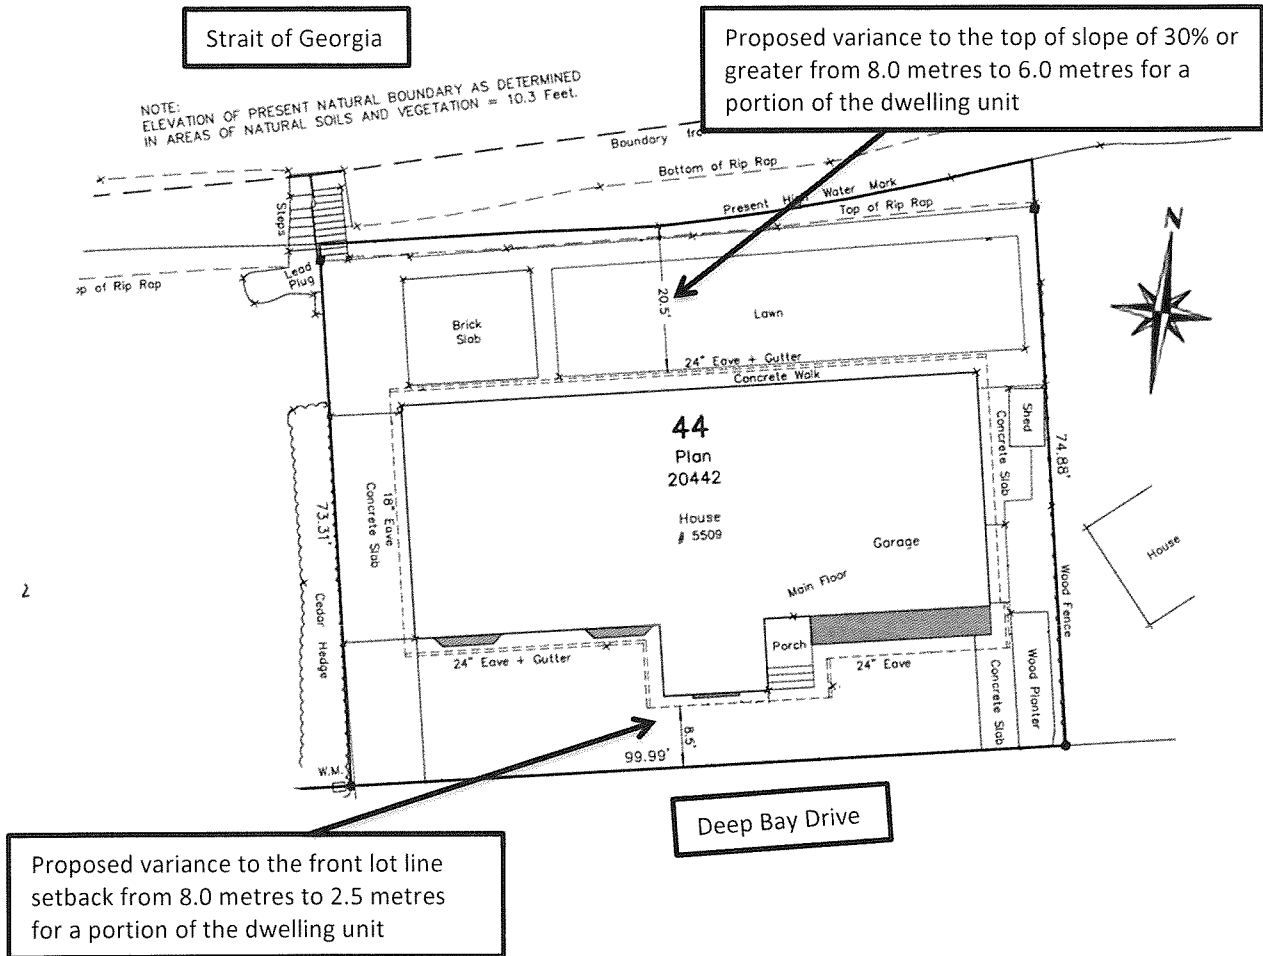 Strait of Georgia
Proposed variance to the top of slope of 30% or
greater from 8.0 metres to 6.0 metres for a
portion of the dwelling unit
NOTE:
ELEVATION OF PRESENT NATURAL BOUNDARY AS DETERMINED
IN AREAS OF NATURAL SOILS AND VEGETATION = 10.3 Feet.
Boundary
Bottom of Rip Rap
Present High Water Mark
Top of Rip Rap
Steps
Lead
Plug
of Rip Rap
N
20.5'
Brick
Slab
Lawn
24" Eave + Gutter
Concrete Walk
44
Plan
20442
House
# 5509
Garage
Main Floor
Porch
Shed
Concrete Slab
74.88'
Wood Fence
House
18" Eave
Concrete Slab
73.31'
Cedar Hedge
24" Eave + Gutter
24" Eave
Concrete Slab
Wood Planter
8.5'
99.99'
W.M.
2
Deep Bay Drive
Proposed variance to the front lot line
setback from 8.0 metres to 2.5 metres
for a portion of the dwelling unit